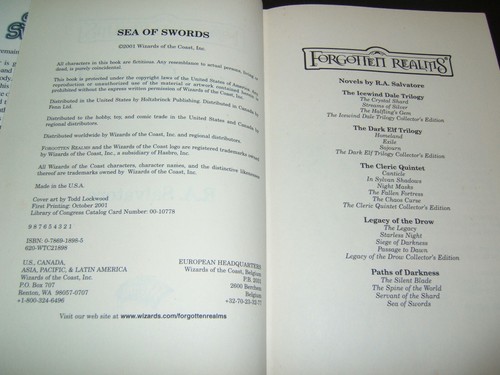 SEA OF SWORDS
©2001 Wizards of the Coast, Inc.
All characters in this book are fictitious. Any resemblance to actual persons, living or
dead, is purely coincidental.
This book is protected under the copyright laws of the United States of America. Any
reproduction or unauthorized use of the material or artwork contained herein is
prohibited without the express written permission of Wizards of the Coast, Inc.
Distributed in the United States by Holtzbrinck Publishing. Distributed in Canada by
Fenn Ltd.
Distributed to the hobby, toy, and comic trade in the United States and Canada by
regional distributors.
Distributed worldwide by Wizards of the Coast, Inc. and regional distributors.
FORGOTTEN REALMS and the Wizards of the Coast logo are registered trademarks owned
by Wizards of the Coast, Inc., a subsidiary of Hasbro, Inc.
All Wizards of the Coast characters, character names, and the distinctive likenesses
thereof are trademarks owned by Wizards of the Coast, Inc.
Made in the U.S.A.
Cover art by Todd Lockwood
First Printing: October 2001
Library of Congress Catalog Card Number: 00-10778
9 8 7 6 5 4 3 2 1
ISBN: 0-7869-1898-5
620-WTC21898
U.S., CANADA,
ASIA, PACIFIC, & LATIN AMERICA
Wizards of the Coast, Inc.
P.O. Box 707
Renton, WA 98057-0707
+1-800-324-6496
EUROPEAN HEADQUARTERS
Wizards of the Coast, Belgium
P.B. 2031
2600 Berchem
Belgium
+32-70-23-32-77
Visit our web site at www.wizards.com/forgottenrealms
FORGOTTEN REALMS
Novels by R.A. Salvatore
The Icewind Dale Trilogy
The Crystal Shard
Streams of Silver
The Halfling's Gem
The Icewind Dale Trilogy Collector's Edition
The Dark Elf Trilogy
Homeland
Exile
Sojourn
The Dark Elf Trilogy Collector's Edition
The Cleric Quintet
Canticle
In Sylvan Shadows
Night Masks
The Fallen Fortress
The Chaos Curse
The Cleric Quintet Collector's Edition
Legacy of the Drow
The Legacy
Starless Night
Siege of Darkness
Passage to Dawn
Legacy of the Drow Collector's Edition
Paths of Darkness
The Silent Blade
The Spine of the World
Servant of the Shard
Sea of Swords